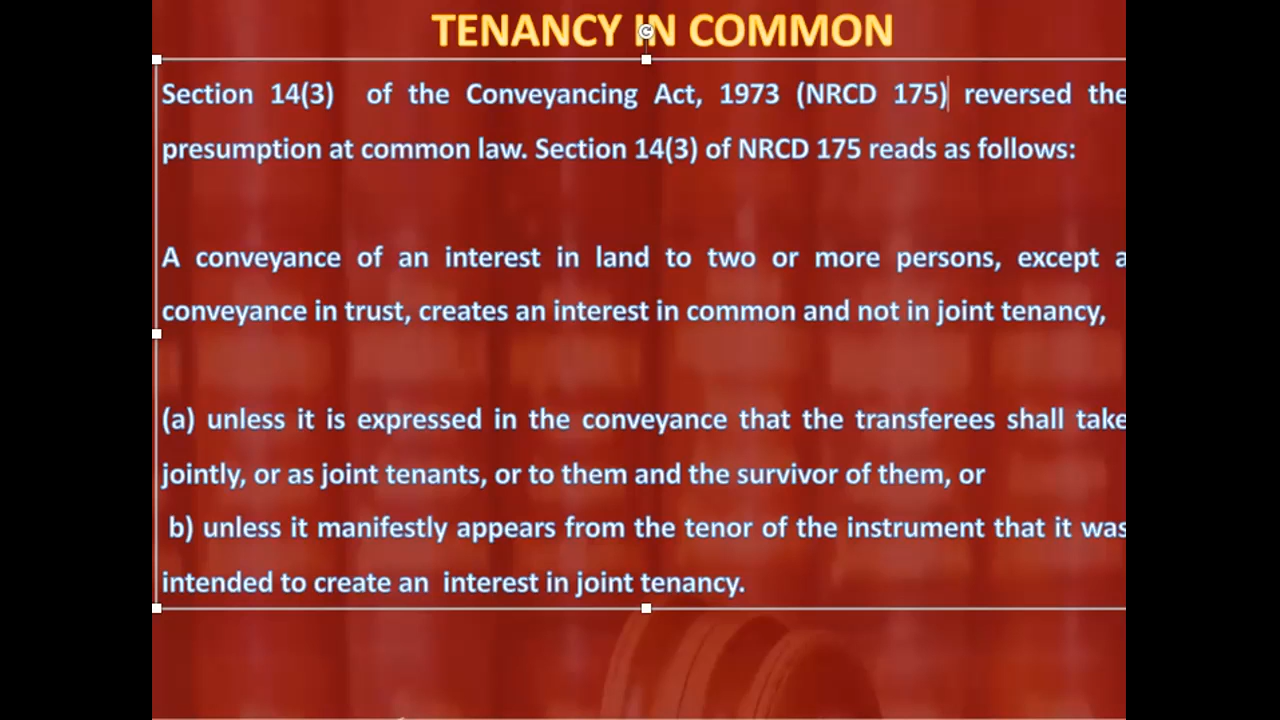 TENANCY IN COMMON
Section 14(3) of the Conveyancing Act, 1973 (NRCD 175) reversed the
presumption at common law. Section 14(3) of NRCD 175 reads as follows:
A conveyance of an interest in land to two or more persons, except a
conveyance in trust, creates an interest in common and not in joint tenancy,
(a) unless it is expressed in the conveyance that the transferees shall take
jointly, or as joint tenants, or to them and the survivor of them, or
b) unless it manifestly appears from the tenor of the instrument that it was
intended to create an interest in joint tenancy.